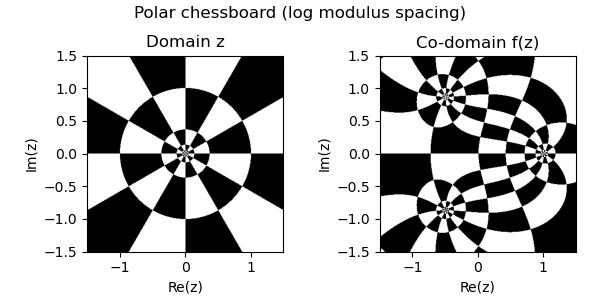 Polar chessboard (log modulus spacing)
Domain z
Co-domain f(z)
1.5
1.0
0.5
0.0
−0.5
−1.0
−1.5
Im(z)
−1
0
1
Re(z)
1.5
1.0
0.5
0.0
−0.5
−1.0
−1.5
Im(z)
−1
0
1
Re(z)